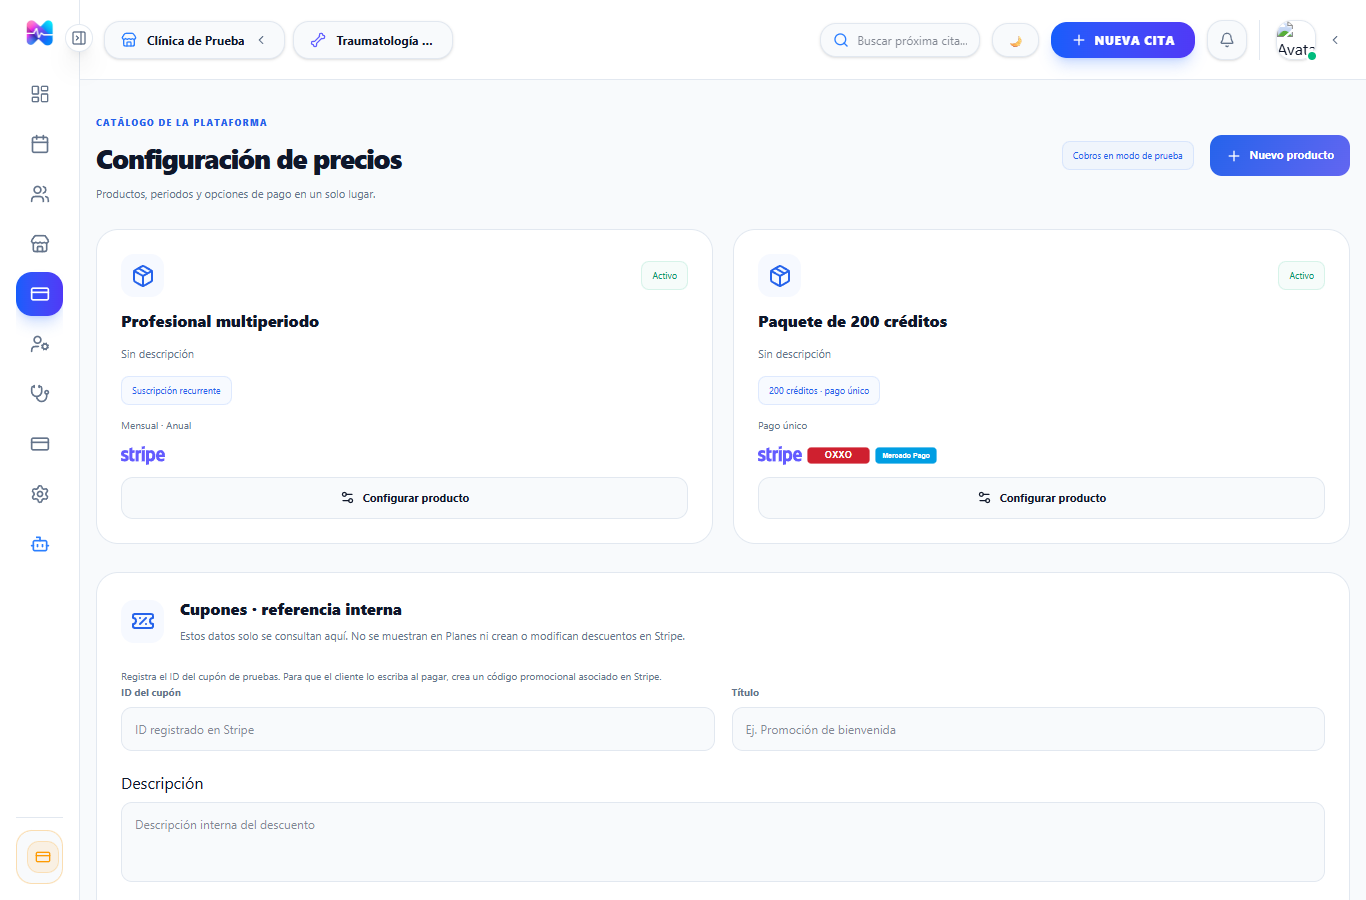 Clínica de Prueba
Traumatología ...
Buscar próxima cita...
NUEVA CITA
Avata
CATÁLOGO DE LA PLATAFORMA
Configuración de precios
Productos, periodos y opciones de pago en un solo lugar.
Cobros en modo de prueba
Nuevo producto
Activo
Profesional multiperiodo
Sin descripción
Suscripción recurrente
Mensual · Anual
stripe
Configurar producto
Activo
Paquete de 200 créditos
Sin descripción
200 créditos · pago único
Pago único
stripe OXXO Mercado Pago
Configurar producto
Cupones · referencia interna
Estos datos solo se consultan aquí. No se muestran en Planes ni crean o modifican descuentos en Stripe.
Registra el ID del cupón de pruebas. Para que el cliente lo escriba al pagar, crea un código promocional asociado en Stripe.
ID del cupón
ID registrado en Stripe
Título
Ej. Promoción de bienvenida
Descripción
Descripción interna del descuento